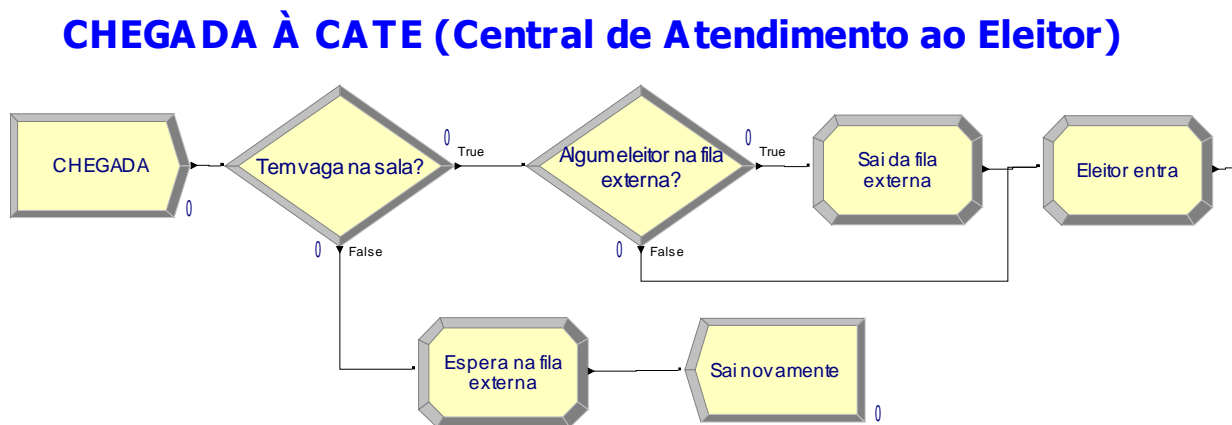 CHEGADA À CATE (Central de Atendimento ao Eleitor)
CHEGADA
0
Tem vaga na sala?
0
True
0
False
Algum eleitor na fila
externa?
0
True
0
False
Sai da fila
externa
Eleitor entra
Espera na fila
externa
Sai novamente
0